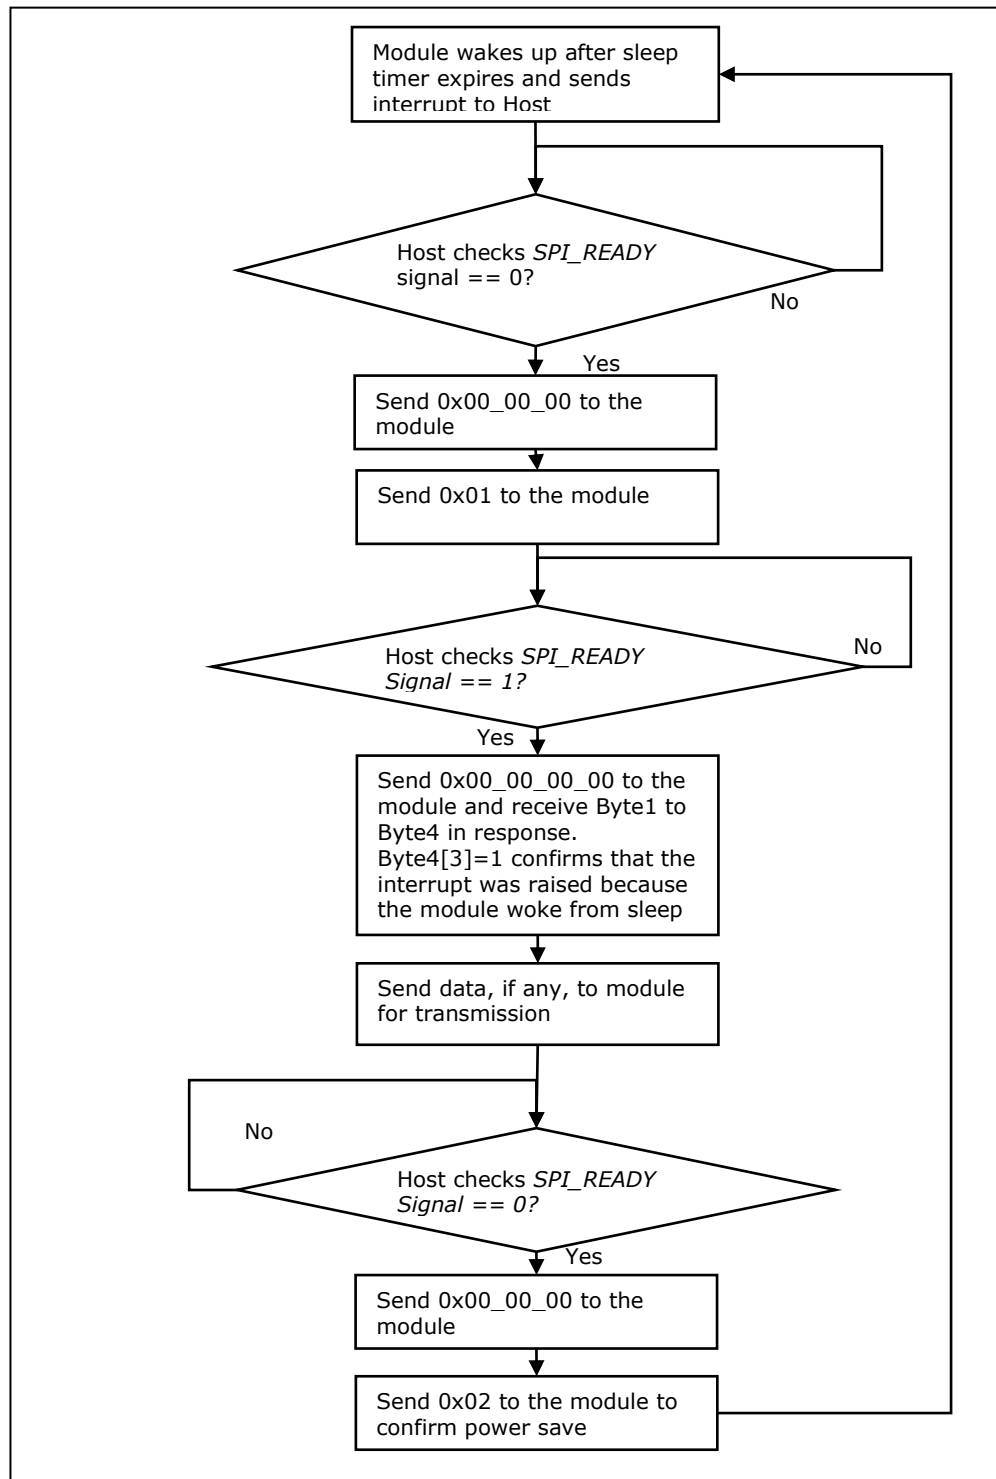 Module wakes up after sleep
timer expires and sends
interrupt to Host
Host checks SPI_READY
signal == 0?
No
Yes
Send 0x00_00_00 to the
module
Send 0x01 to the module
Host checks SPI_READY
Signal == 1?
No
Yes
Send 0x00_00_00_00 to the
module and receive Byte1 to
Byte4 in response.
Byte4[3]=1 confirms that the
interrupt was raised because
the module woke from sleep
Send data, if any, to module
for transmission
No
Host checks SPI_READY
Signal == 0?
Yes
Send 0x00_00_00 to the
module
Send 0x02 to the module to
confirm power save